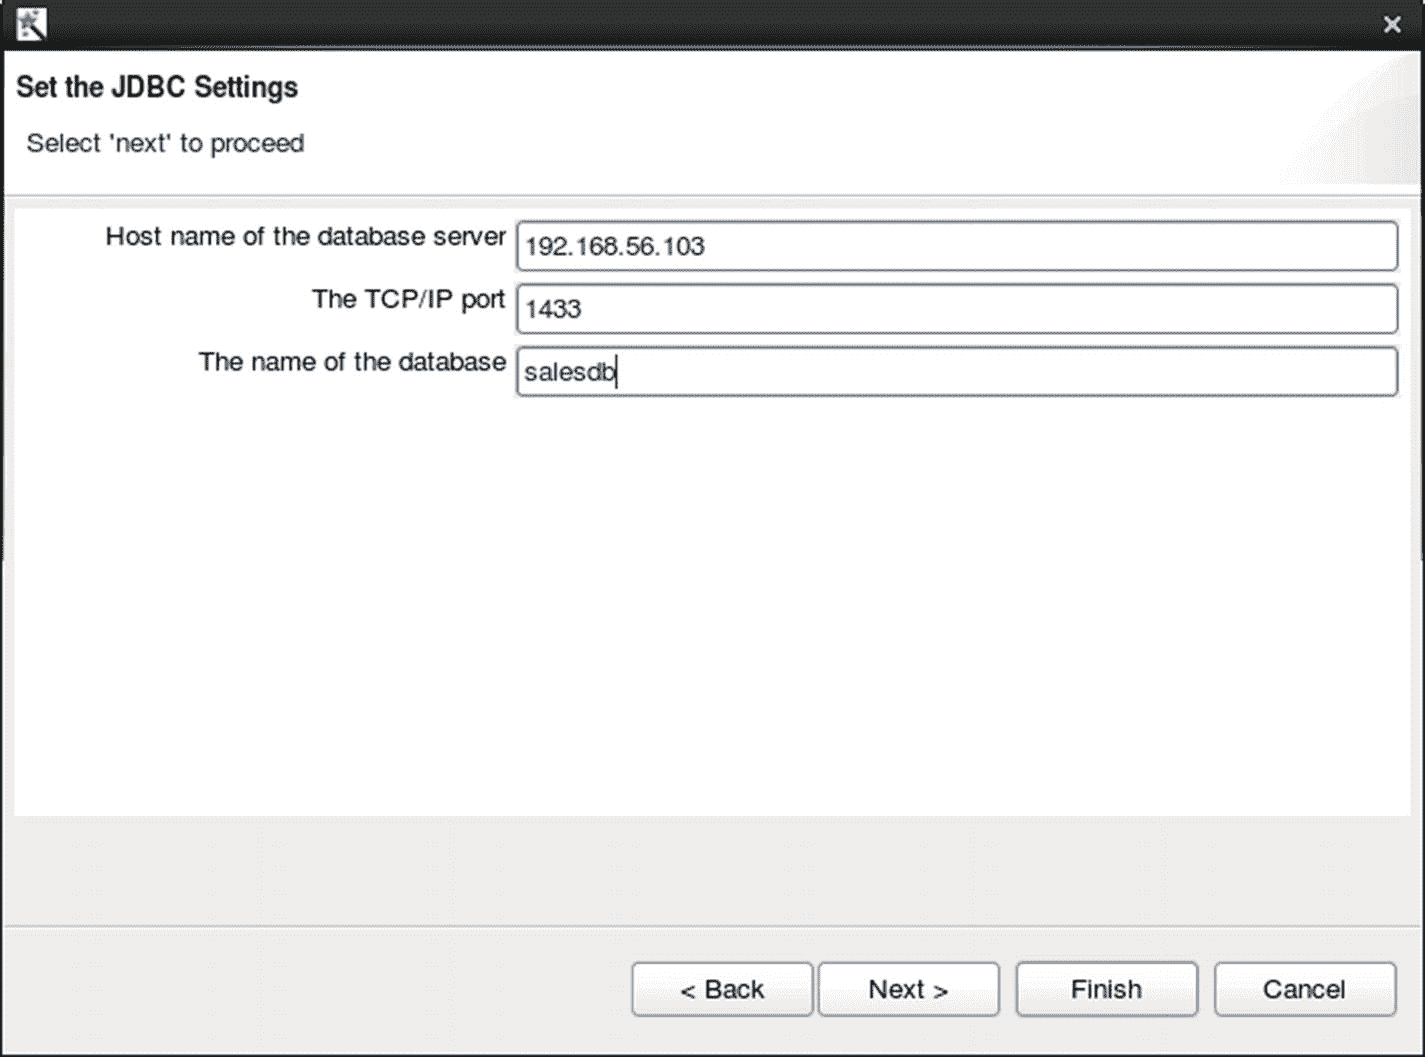 Set the JDBC Settings
Select 'next' to proceed
Host name of the database server 192.168.56.103
The TCP/IP port 1433
The name of the database salesdb
< Back Next > Finish Cancel